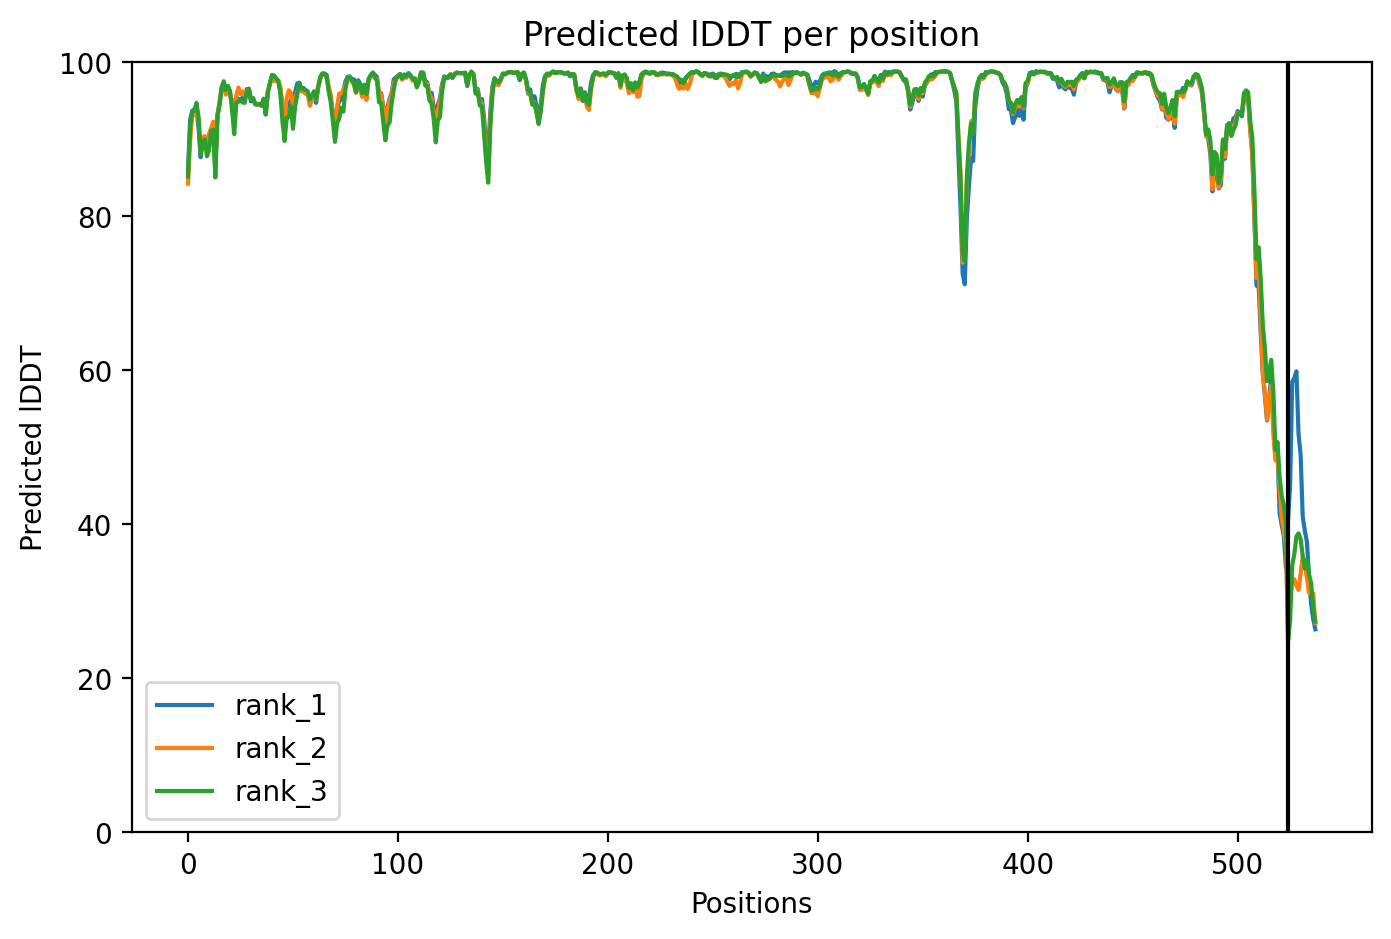 Predicted lDDT per position
100
80
60
40
20
0
Predicted lDDT
rank_1
rank_2
rank_3
0 100 200 300 400 500
Positions